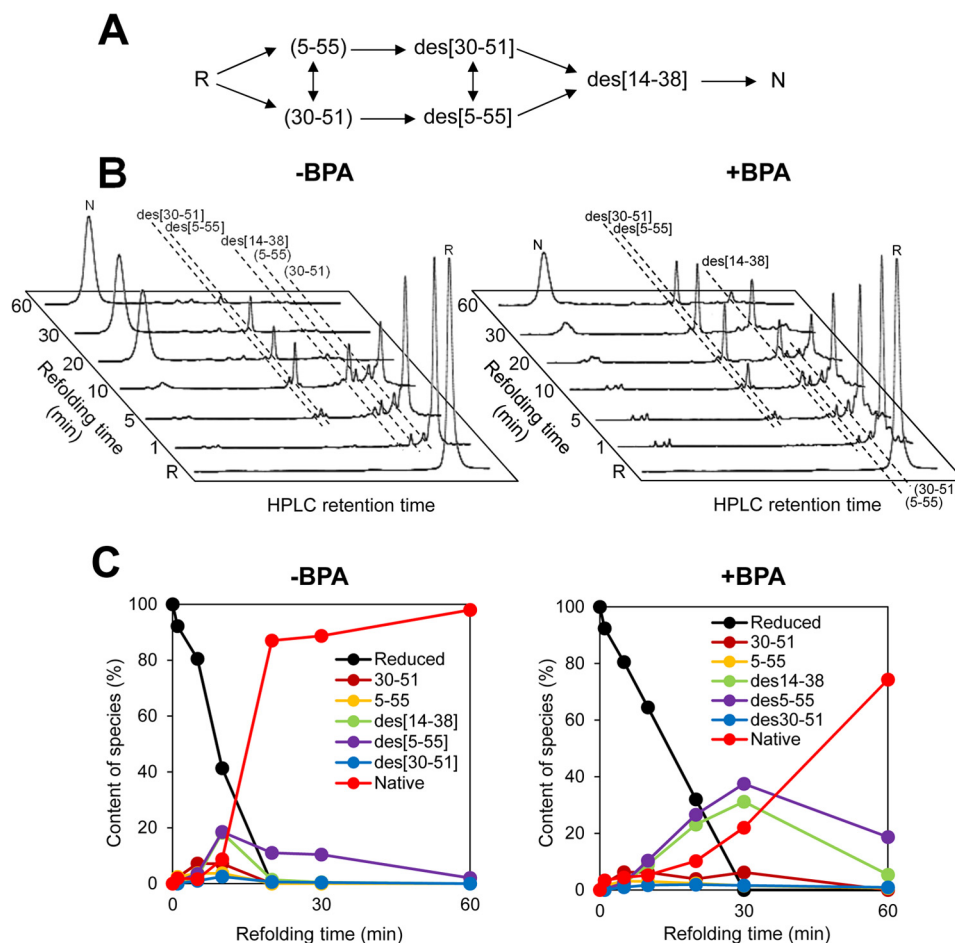 A
(5-55) des[30-51]
R des[14-38] N
(30-51) des[5-55]
B
-BPA
N
des[30-51]
des[5-55]
des[14-38]
(5-55)
(30-51)
R
60
30
20
10
5
1
R
Refolding time
(min)
HPLC retention time
+BPA
N
des[30-51]
des[5-55]
des[14-38]
R
60
30
20
10
5
1
R
Refolding time
(min)
HPLC retention time
(30-51
(5-55)
C
-BPA
Content of species (%)
100
80
60
40
20
0
Reduced
30-51
5-55
des[14-38]
des[5-55]
des[30-51]
Native
0 30 60
Refolding time (min)
+BPA
Content of species (%)
100
80
60
40
20
0
Reduced
30-51
5-55
des14-38
des5-55
des30-51
Native
0 30 60
Refolding time (min)